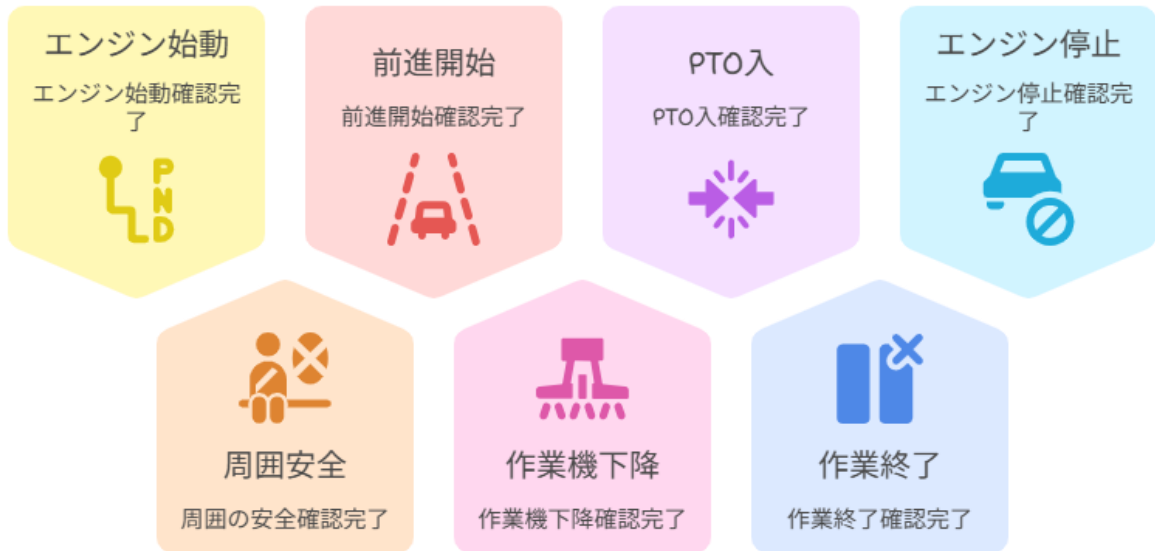 エンジン始動
エンジン始動確認完
了
P
N
D
周囲安全
周囲の安全確認完了
前進開始
前進開始確認完了
作業機下降
作業機下降確認完了
PTO入
PTO入確認完了
作業終了
作業終了確認完了
エンジン停止
エンジン停止確認完
了